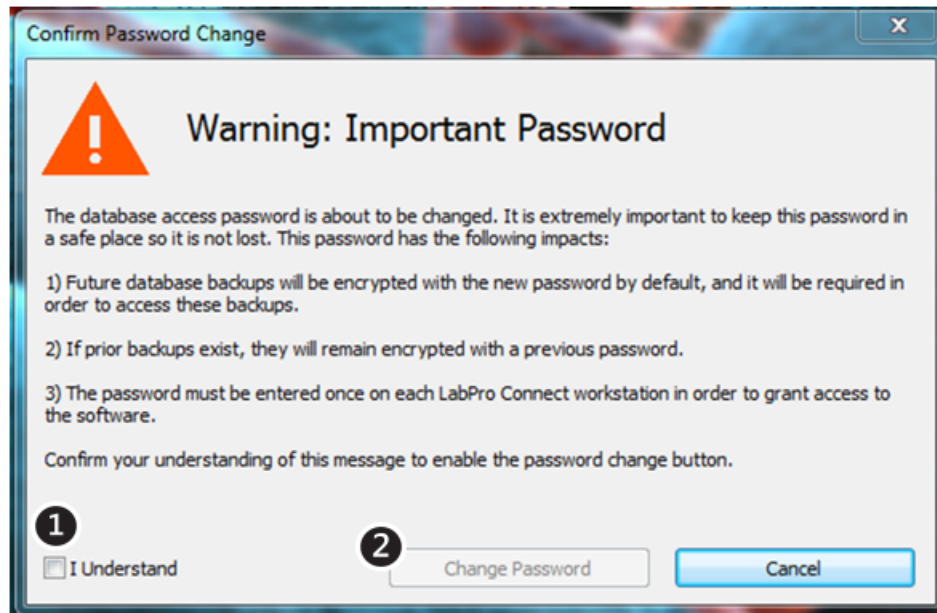 Confirm Password Change
x
!
Warning: Important Password
The database access password is about to be changed. It is extremely important to keep this password in
a safe place so it is not lost. This password has the following impacts:
1) Future database backups will be encrypted with the new password by default, and it will be required in
order to access these backups.
2) If prior backups exist, they will remain encrypted with a previous password.
3) The password must be entered once on each LabPro Connect workstation in order to grant access to
the software.
Confirm your understanding of this message to enable the password change button.
1
I Understand
2
Change Password
Cancel